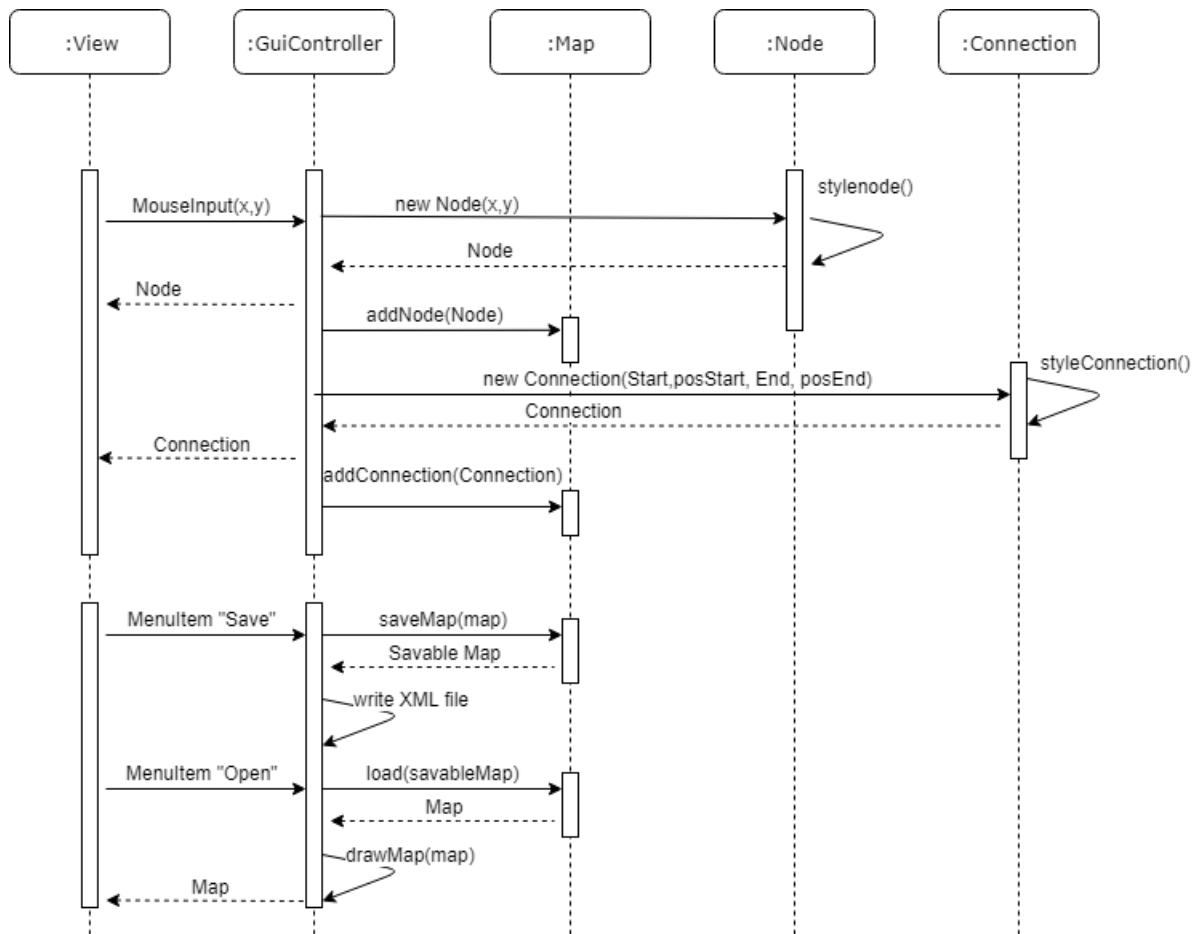 :View
:GuiController
:Map
:Node
:Connection
stylenode()
MouseInput(x,y)
new Node(x,y)
Node
Node
addNode(Node)
styleConnection()
new Connection(Start,posStart, End, posEnd)
Connection
Connection
addConnection(Connection)
MenuItem "Save"
saveMap(map)
Savable Map
write XML file
MenuItem "Open"
load(savableMap)
Map
drawMap(map)
Map